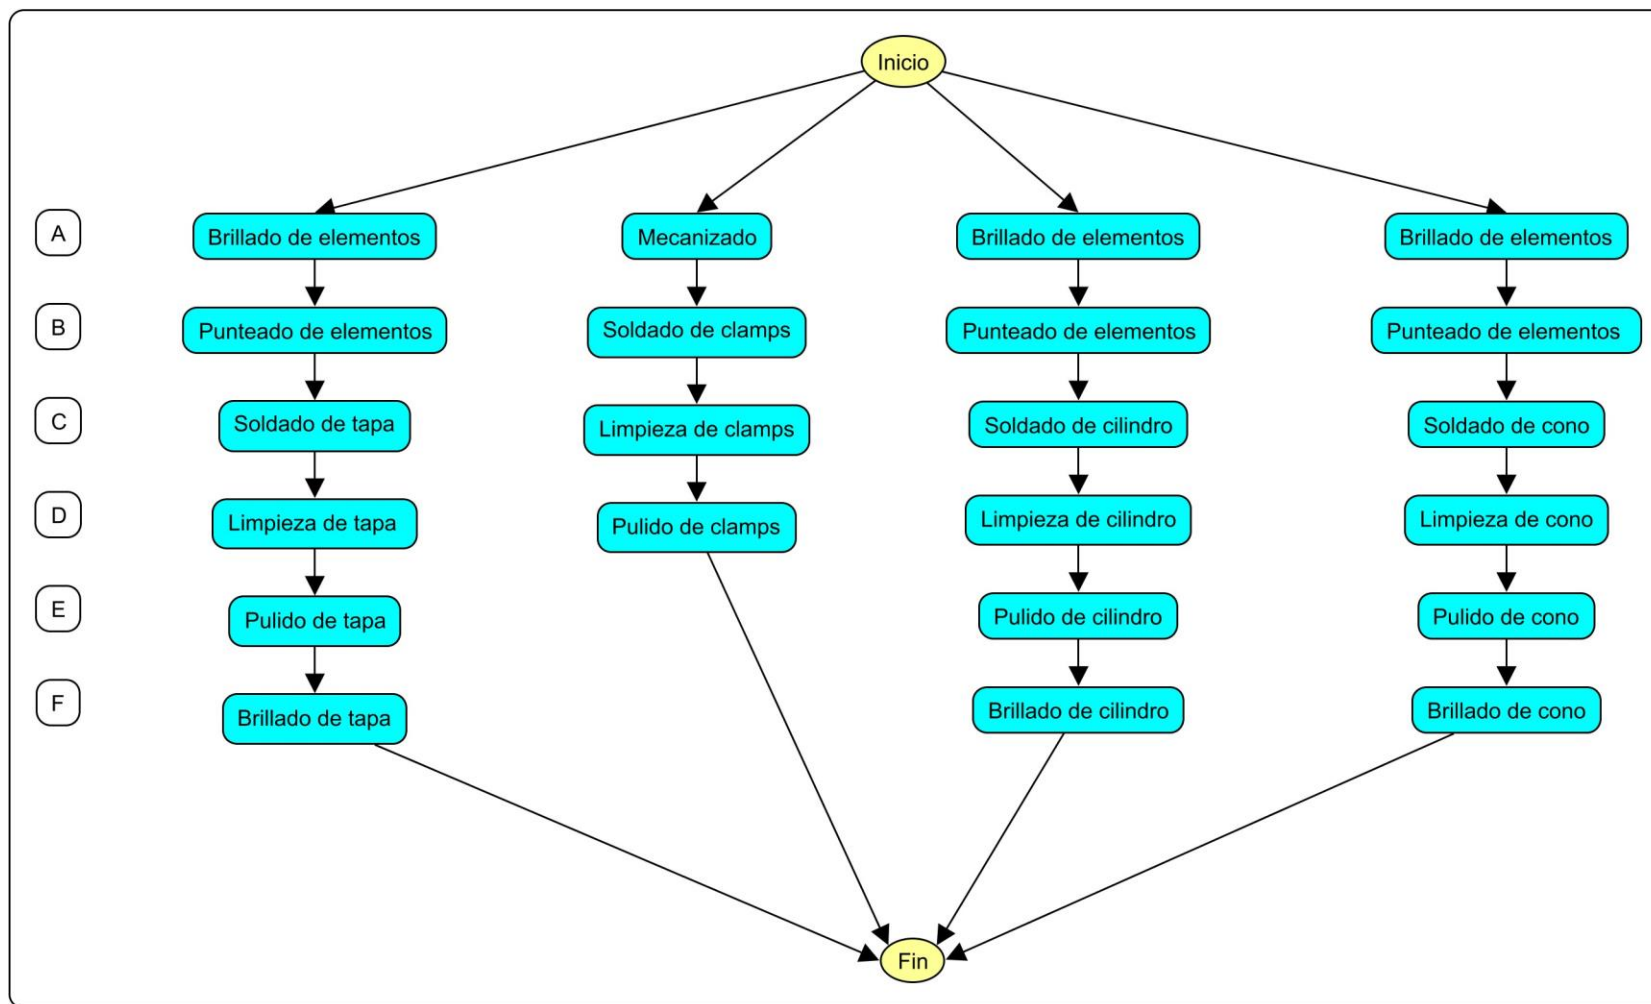 Inicio
A
Brillado de elementos
Mecanizado
Brillado de elementos
Brillado de elementos
B
Punteado de elementos
Soldado de clamps
Punteado de elementos
Punteado de elementos
C
Soldado de tapa
Limpieza de clamps
Soldado de cilindro
Soldado de cono
D
Limpieza de tapa
Pulido de clamps
Limpieza de cilindro
Limpieza de cono
E
Pulido de tapa
Pulido de cilindro
Pulido de cono
F
Brillado de tapa
Brillado de cilindro
Brillado de cono
Fin